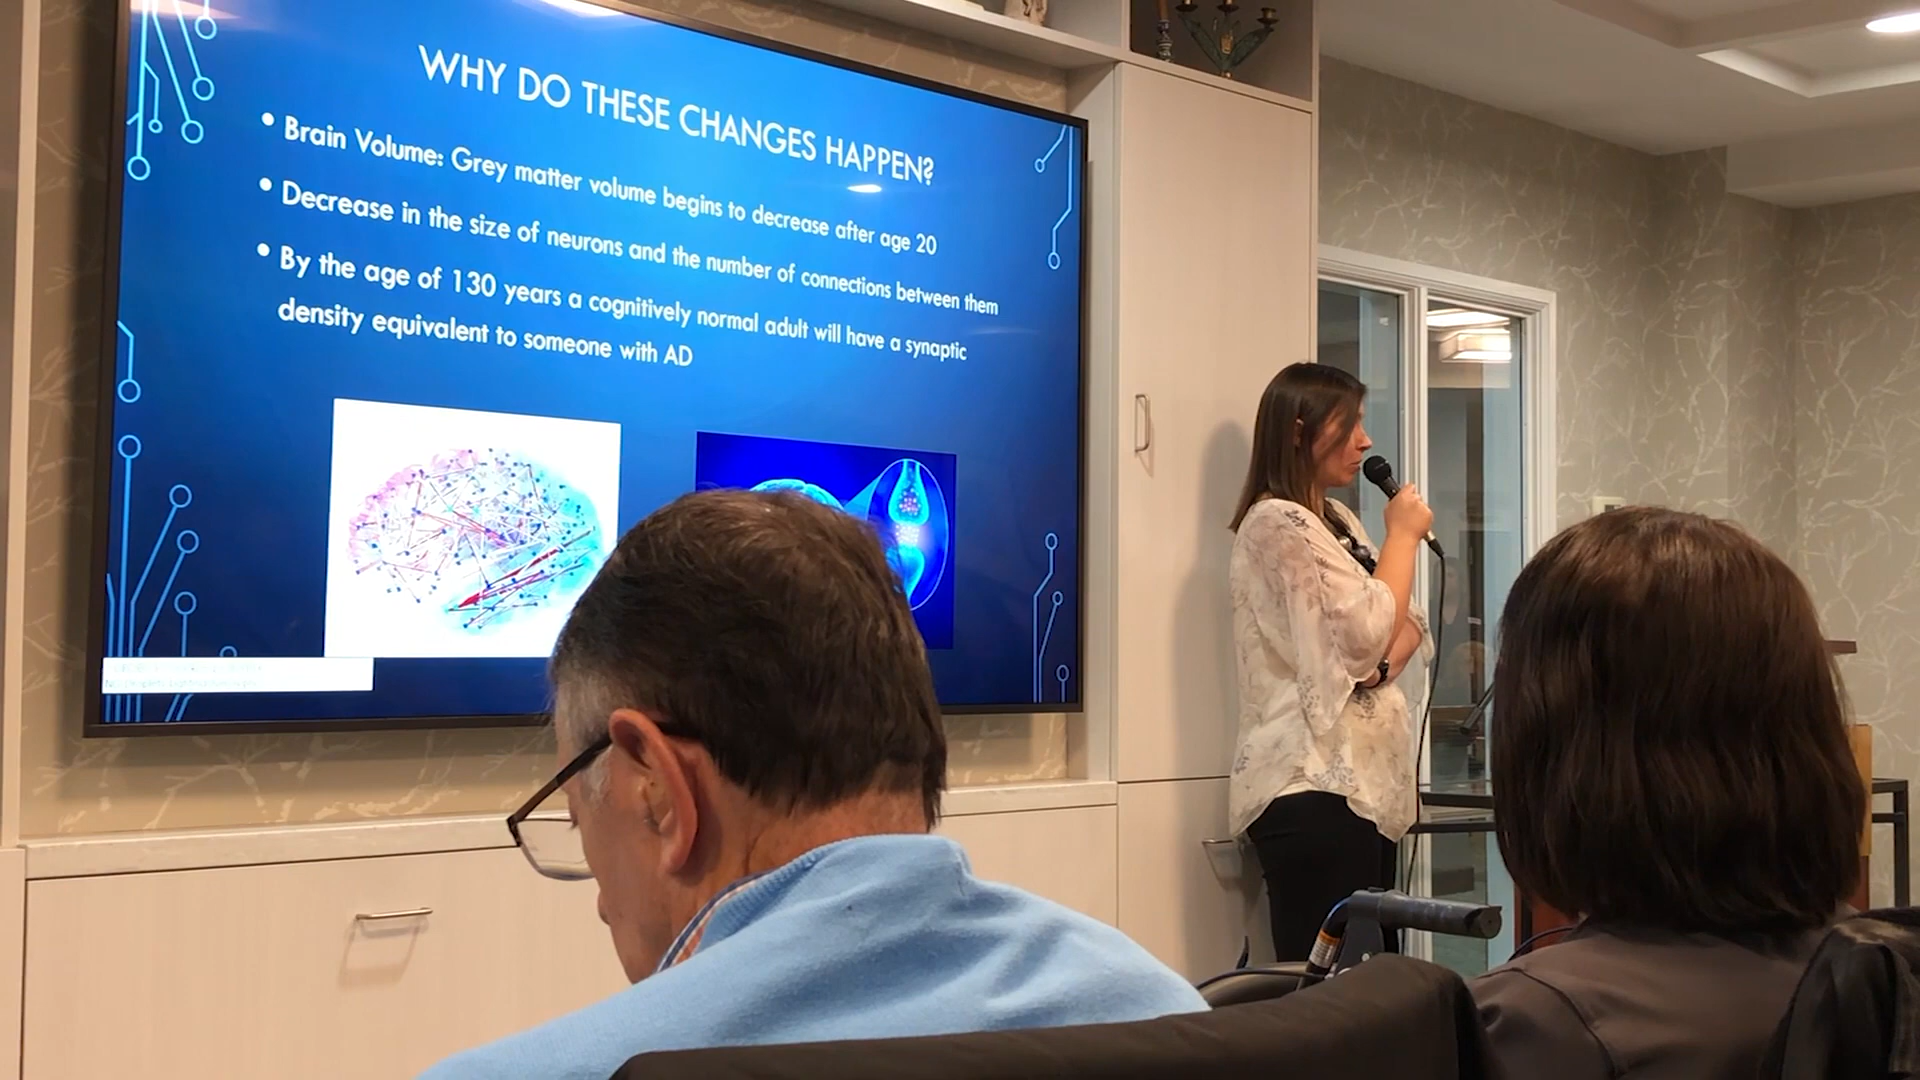 WHY DO THESE CHANGES HAPPEN?
• Brain Volume: Grey matter volume begins to decrease after age 20
• Decrease in the size of neurons and the number of connections between them
• By the age of 130 years a cognitively normal adult will have a synaptic
density equivalent to someone with AD